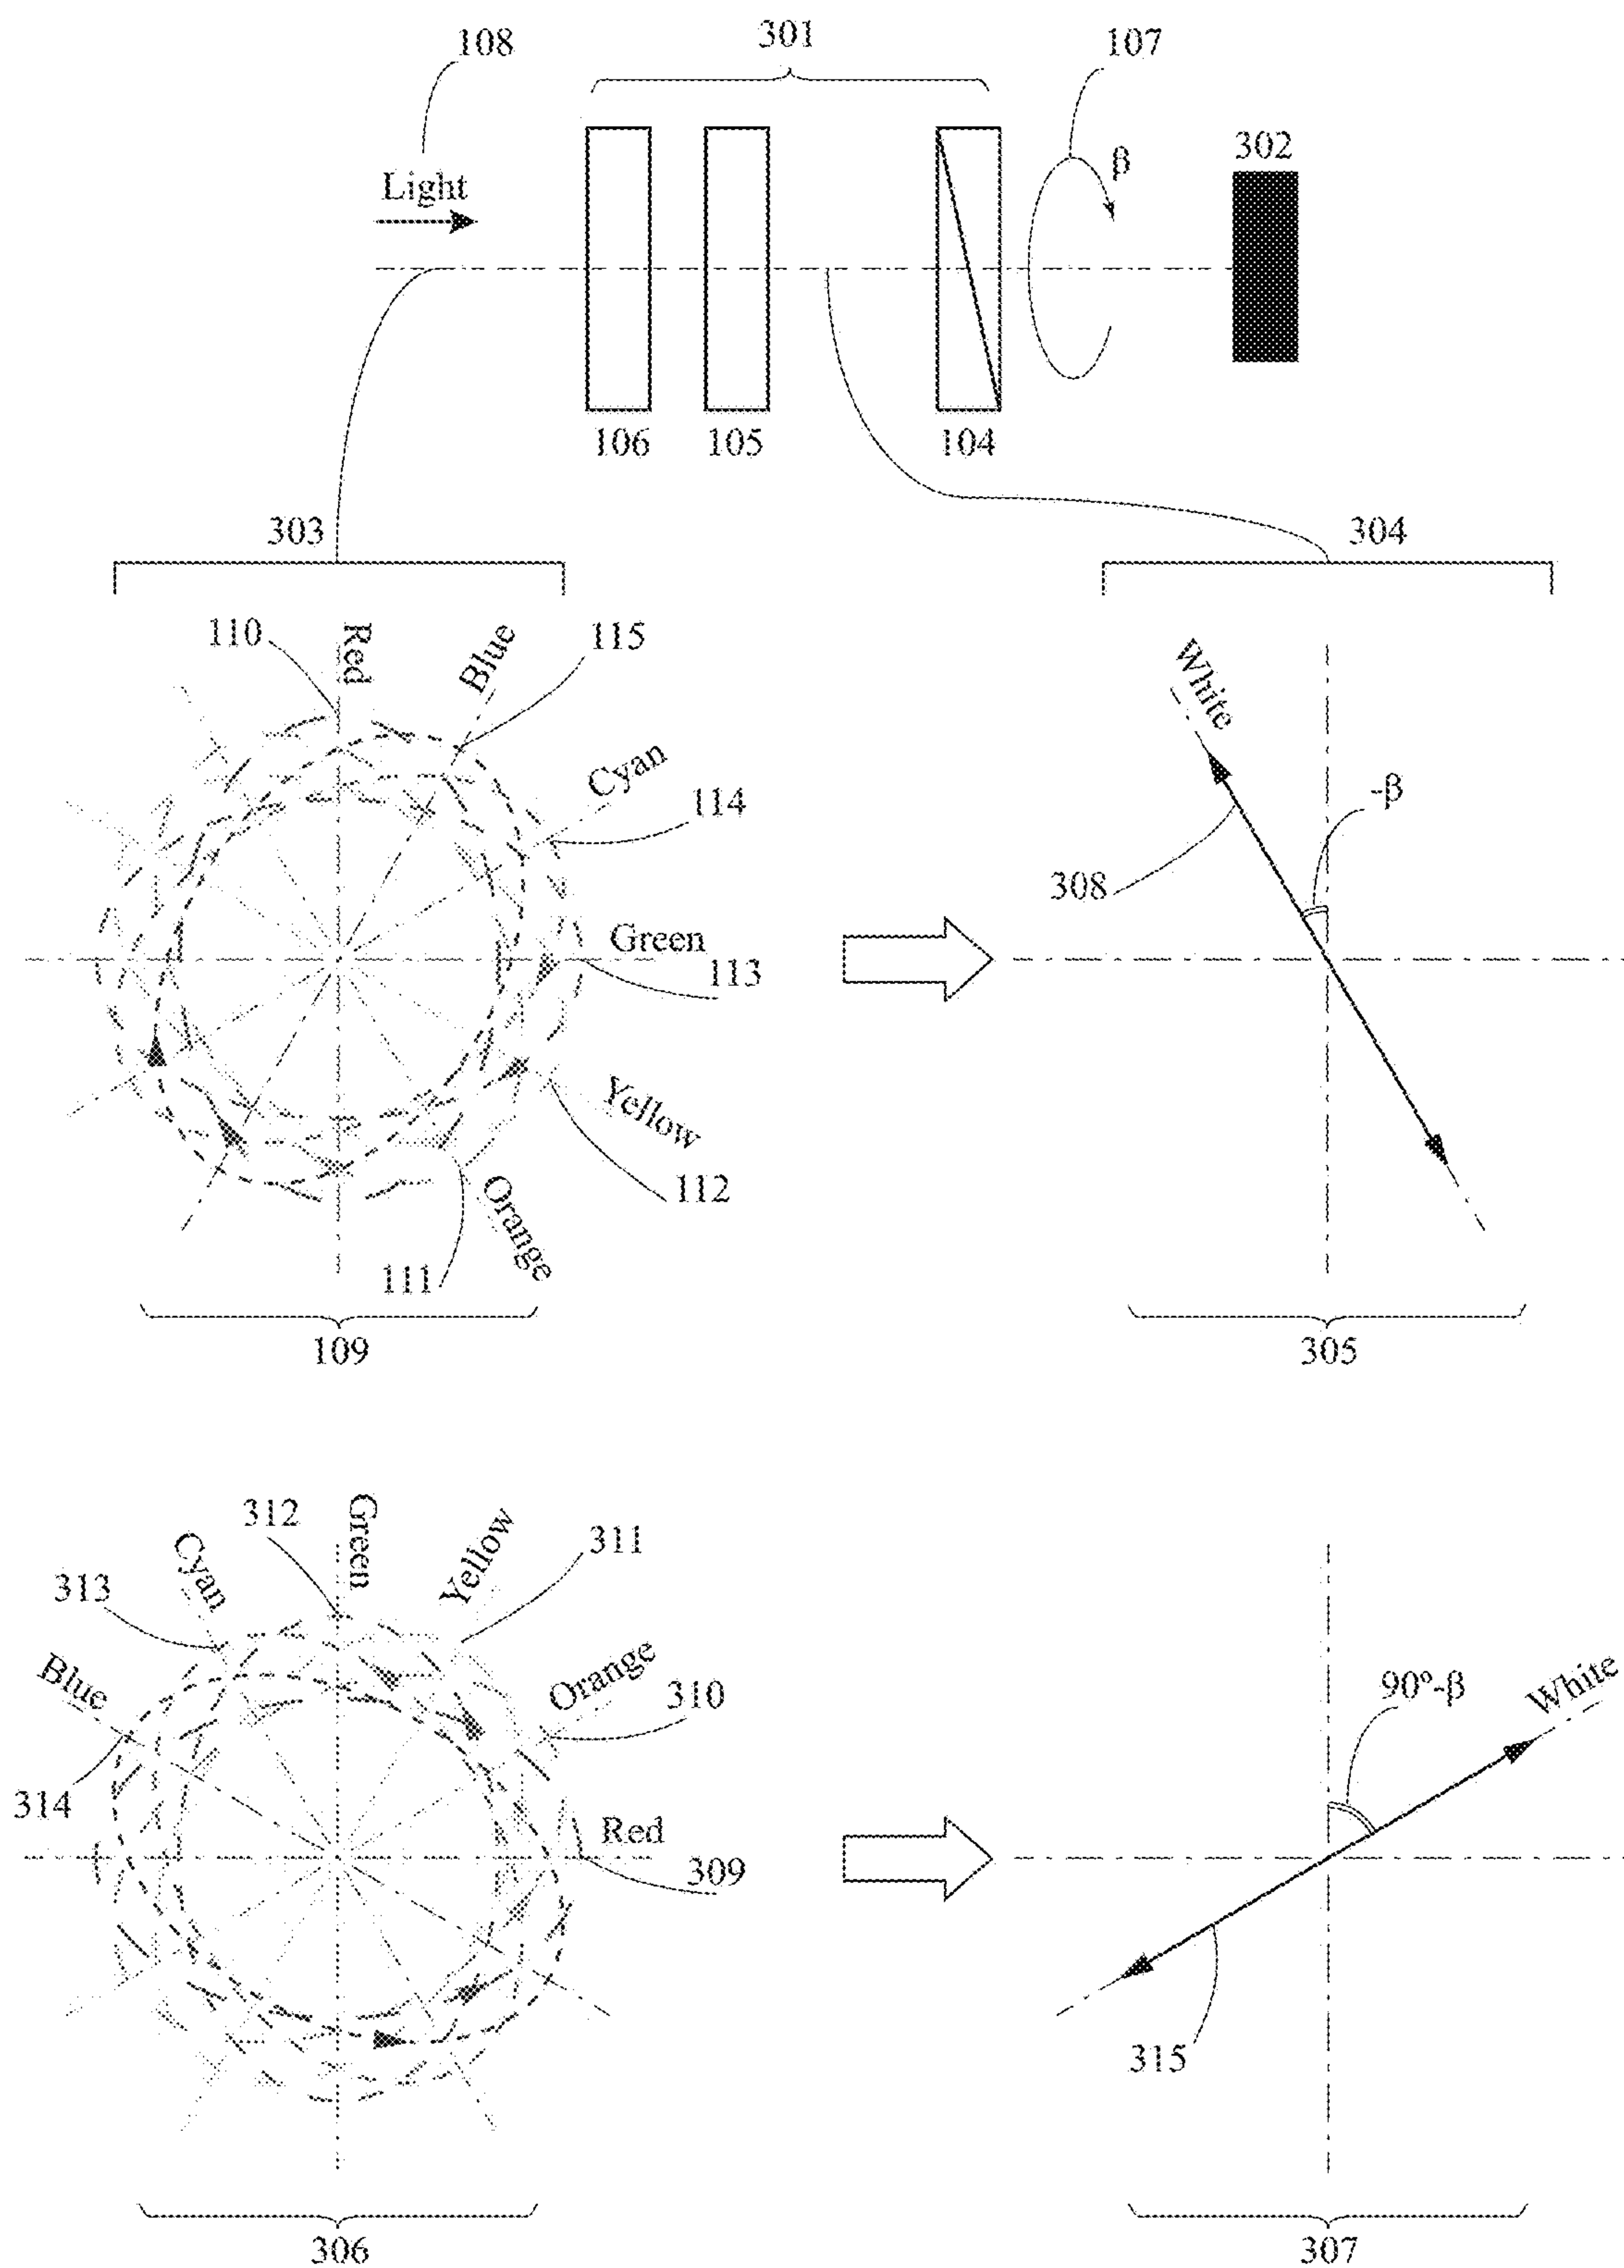 301
108
107
β
302
Light
106
105
104
303
304
110
Red
Blue
115
White
Cyan
114
-β
308
Green
113
Yellow
112
Orange
111
109
305
312
Green
311
Cyan
Yellow
313
Blue
Orange
310
90°-β
White
314
Red
309
315
306
307